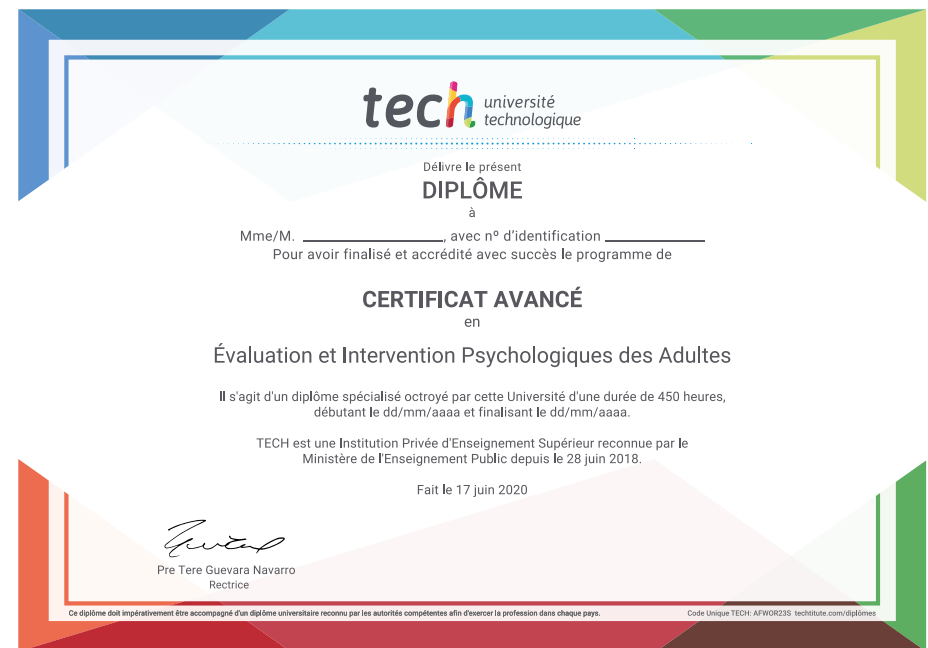 tech université
technologique
Délivre le présent
DIPLÔME
à
Mme/M. ____________________, avec nº d'identification ______________
Pour avoir finalisé et accrédité avec succès le programme de
CERTIFICAT AVANCÉ
en
Évaluation et Intervention Psychologiques des Adultes
Il s'agit d'un diplôme spécialisé octroyé par cette Université d'une durée de 450 heures,
débutant le dd/mm/aaaa et finalisant le dd/mm/aaaa.
TECH est une Institution Privée d'Enseignement Supérieur reconnue par le
Ministère de l'Enseignement Public depuis le 28 juin 2018.
Fait le 17 juin 2020
Pre Tere Guevara Navarro
Rectrice
Ce diplôme doit impérativement être accompagné d'un diplôme universitaire reconnu par les autorités compétentes afin d'exercer la profession dans chaque pays.
Code Unique TECH: AFWOR23S techtitute.com/diplômes